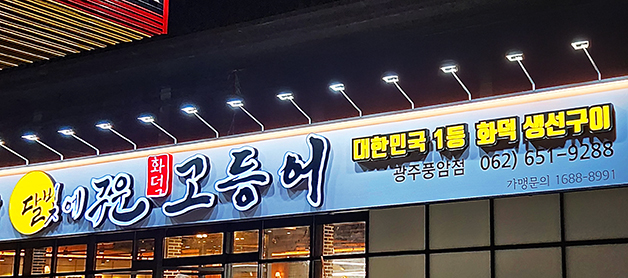 달빛에 구운 화덕 고등어
대한민국 1등 화덕 생선구이
광주풍암점 062) 651-9288
가맹문의 1688-8991